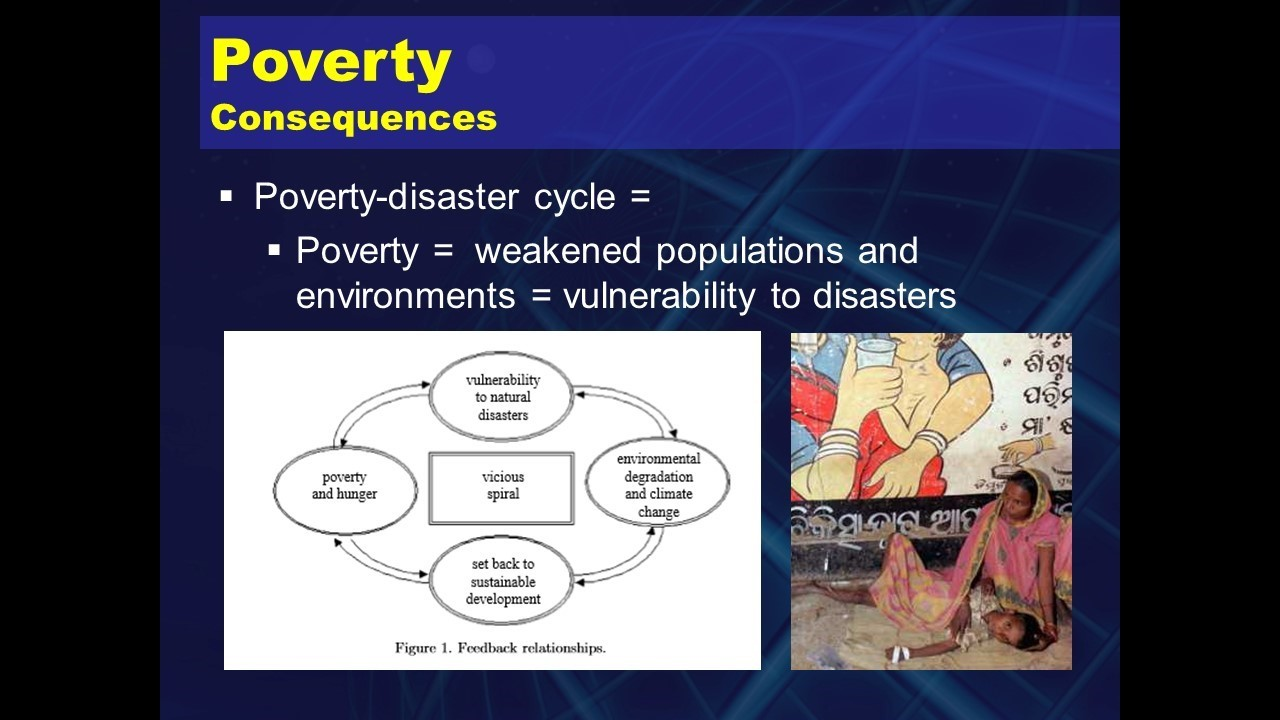 Poverty
Consequences
▪ Poverty-disaster cycle =
▪ Poverty = weakened populations and
environments = vulnerability to disasters
vulnerability
to natural
disasters
poverty
and hunger
vicious
spiral
environmental
degradation
and climate
change
set back to
sustainable
development
Figure 1. Feedback relationships.